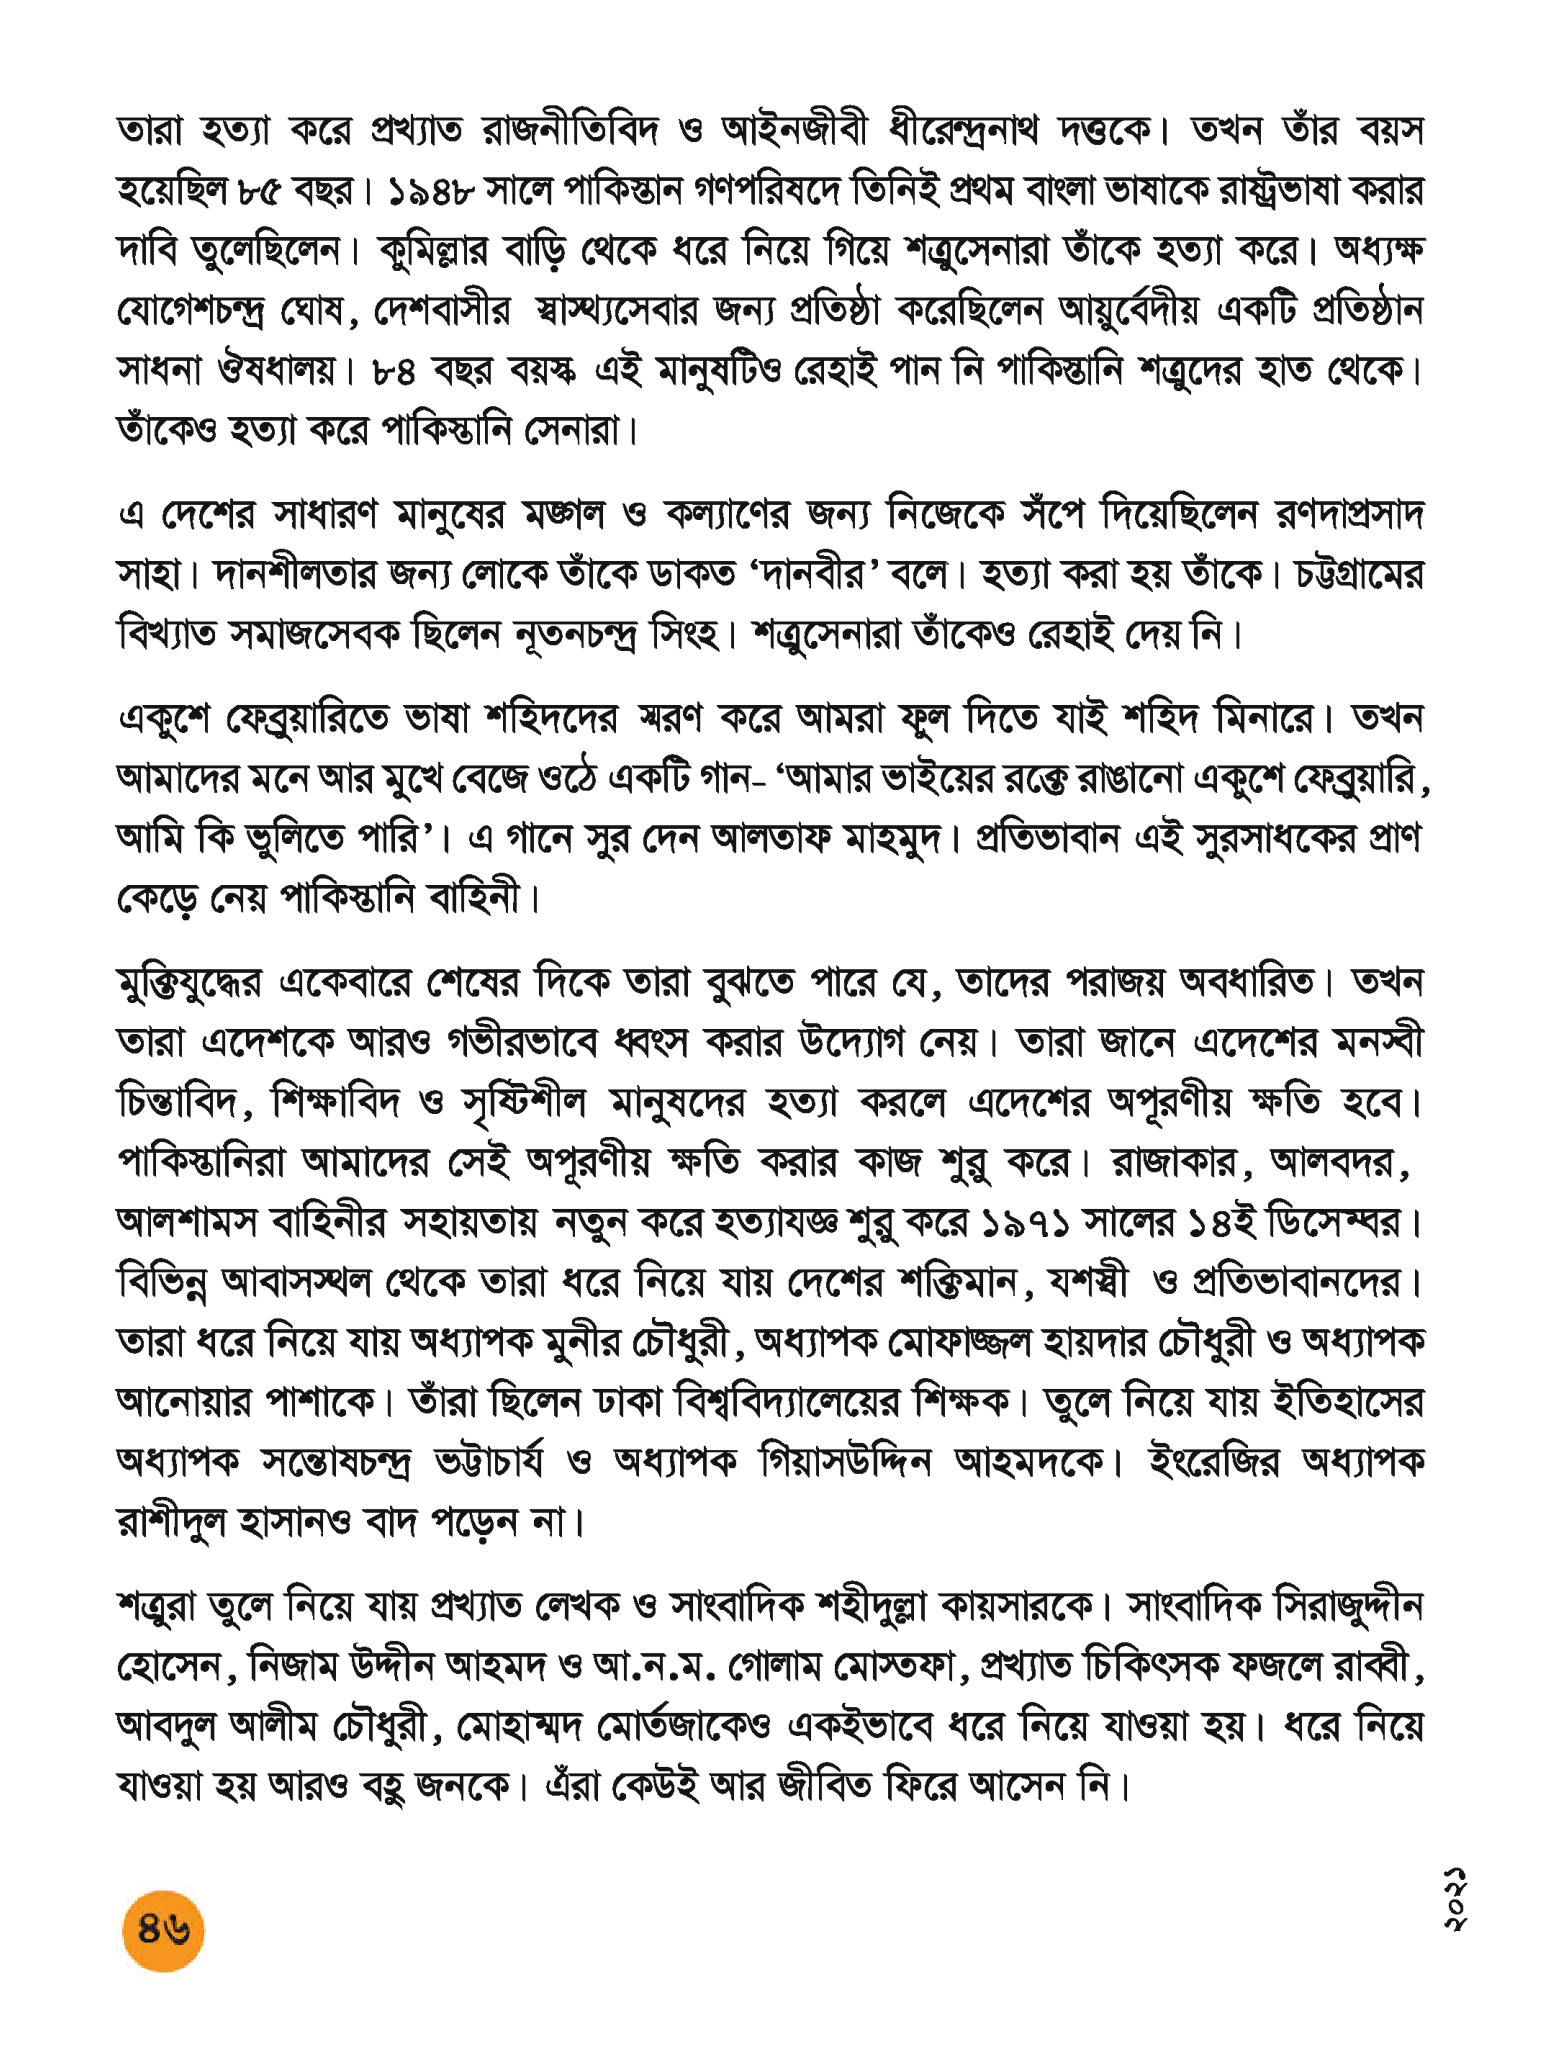 তারা হত্যা করে প্রখ্যাত রাজনীতিবিদ ও আইনজীবী ধীরেন্দ্রনাথ দত্তকে। তখন তাঁর বয়স
হয়েছিল ৮৫ বছর। ১৯৪৮ সালে পাকিস্তান গণপরিষদে তিনিই প্রথম বাংলা ভাষাকে রাষ্ট্রভাষা করার
দাবি তুলেছিলেন। কুমিল্লার বাড়ি থেকে ধরে নিয়ে গিয়ে শত্রুসেনারা তাঁকে হত্যা করে। অধ্যক্ষ
যোগেশচন্দ্র ঘোষ, দেশবাসীর স্বাস্থ্যসেবার জন্য প্রতিষ্ঠা করেছিলেন আয়ুর্বেদীয় একটি প্রতিষ্ঠান
সাধনা ঔষধালয়। ৮৪ বছর বয়স্ক এই মানুষটিও রেহাই পান নি পাকিস্তানি শত্রুদের হাত থেকে।
তাঁকেও হত্যা করে পাকিস্তানি সেনারা।
এ দেশের সাধারণ মানুষের মঙ্গল ও কল্যাণের জন্য নিজেকে সঁপে দিয়েছিলেন রণদাপ্রসাদ
সাহা। দানশীলতার জন্য লোকে তাঁকে ডাকত ‘দানবীর’ বলে। হত্যা করা হয় তাঁকে। চট্টগ্রামের
বিখ্যাত সমাজসেবক ছিলেন নূতনচন্দ্র সিংহ। শত্রুসেনারা তাঁকেও রেহাই দেয় নি।
একুশে ফেব্রুয়ারিতে ভাষা শহিদদের স্মরণ করে আমরা ফুল দিতে যাই শহিদ মিনারে। তখন
আমাদের মনে আর মুখে বেজে ওঠে একটি গান- ‘আমার ভাইয়ের রক্তে রাঙানো একুশে ফেব্রুয়ারি,
আমি কি ভুলিতে পারি’। এ গানে সুর দেন আলতাফ মাহমুদ। প্রতিভাবান এই সুরসাধকের প্রাণ
কেড়ে নেয় পাকিস্তানি বাহিনী।
মুক্তিযুদ্ধের একেবারে শেষের দিকে তারা বুঝতে পারে যে, তাদের পরাজয় অবধারিত। তখন
তারা এদেশকে আরও গভীরভাবে ধ্বংস করার উদ্যোগ নেয়। তারা জানে এদেশের মনস্বী
চিন্তাবিদ, শিক্ষাবিদ ও সৃষ্টিশীল মানুষদের হত্যা করলে এদেশের অপূরণীয় ক্ষতি হবে।
পাকিস্তানিরা আমাদের সেই অপূরণীয় ক্ষতি করার কাজ শুরু করে। রাজাকার, আলবদর,
আলশামস বাহিনীর সহায়তায় নতুন করে হত্যাযজ্ঞ শুরু করে ১৯৭১ সালের ১৪ই ডিসেম্বর।
বিভিন্ন আবাসস্থল থেকে তারা ধরে নিয়ে যায় দেশের শক্তিমান, যশস্বী ও প্রতিভাবানদের।
তারা ধরে নিয়ে যায় অধ্যাপক মুনীর চৌধুরী, অধ্যাপক মোফাজ্জল হায়দার চৌধুরী ও অধ্যাপক
আনোয়ার পাশাকে। তাঁরা ছিলেন ঢাকা বিশ্ববিদ্যালেয়ের শিক্ষক। তুলে নিয়ে যায় ইতিহাসের
অধ্যাপক সন্তোষচন্দ্র ভট্টাচার্য ও অধ্যাপক গিয়াসউদ্দিন আহমদকে। ইংরেজির অধ্যাপক
রাশীদুল হাসানও বাদ পড়েন না।
শত্রুরা তুলে নিয়ে যায় প্রখ্যাত লেখক ও সাংবাদিক শহীদুল্লা কায়সারকে। সাংবাদিক সিরাজুদ্দীন
হোসেন, নিজাম উদ্দীন আহমদ ও আ.ন.ম. গোলাম মোস্তফা, প্রখ্যাত চিকিৎসক ফজলে রাব্বী,
আবদুল আলীম চৌধুরী, মোহাম্মদ মোর্তজাকেও একইভাবে ধরে নিয়ে যাওয়া হয়। ধরে নিয়ে
যাওয়া হয় আরও বহু জনকে। এঁরা কেউই আর জীবিত ফিরে আসেন নি।
৪৬
২০২১